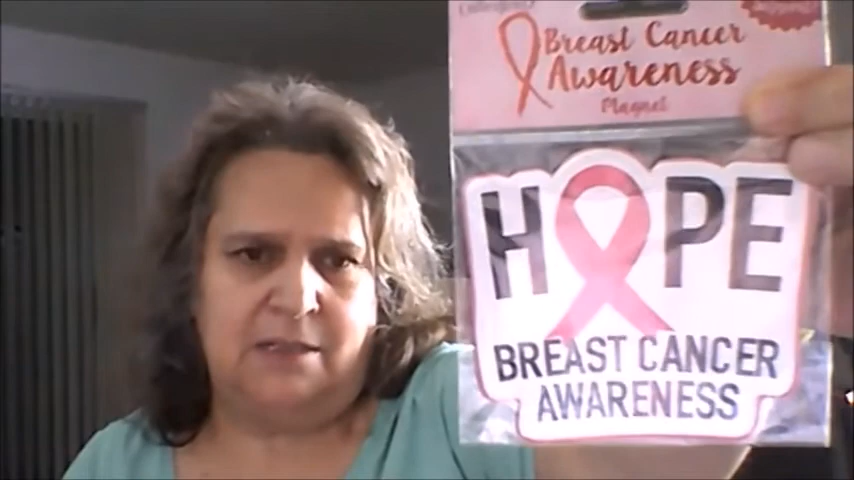 Breast Cancer
Awareness
Magnet
HOPE
BREAST CANCER
AWARENESS